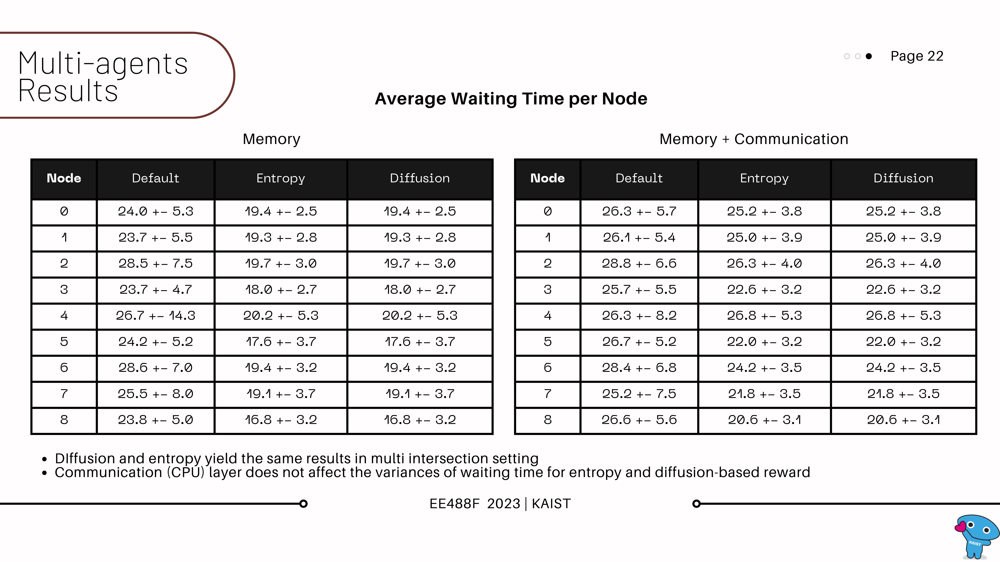 Multi-agents
Results
Page 22
Average Waiting Time per Node
Memory
Node Default Entropy Diffusion
0 24.0 +- 5.3 19.4 +- 2.5 19.4 +- 2.5
1 23.7 +- 5.5 19.3 +- 2.8 19.3 +- 2.8
2 28.5 +- 7.5 19.7 +- 3.0 19.7 +- 3.0
3 23.7 +- 4.7 18.0 +- 2.7 18.0 +- 2.7
4 26.7 +- 14.3 20.2 +- 5.3 20.2 +- 5.3
5 24.2 +- 5.2 17.6 +- 3.7 17.6 +- 3.7
6 28.6 +- 7.0 19.4 +- 3.2 19.4 +- 3.2
7 25.5 +- 8.0 19.1 +- 3.7 19.1 +- 3.7
8 23.8 +- 5.0 16.8 +- 3.2 16.8 +- 3.2
Memory + Communication
Node Default Entropy Diffusion
0 26.3 +- 5.7 25.2 +- 3.8 25.2 +- 3.8
1 26.1 +- 5.4 25.0 +- 3.9 25.0 +- 3.9
2 28.8 +- 6.6 26.3 +- 4.0 26.3 +- 4.0
3 25.7 +- 5.5 22.6 +- 3.2 22.6 +- 3.2
4 26.3 +- 8.2 26.8 +- 5.3 26.8 +- 5.3
5 26.7 +- 5.2 22.0 +- 3.2 22.0 +- 3.2
6 28.4 +- 6.8 24.2 +- 3.5 24.2 +- 3.5
7 25.2 +- 7.5 21.8 +- 3.5 21.8 +- 3.5
8 26.6 +- 5.6 20.6 +- 3.1 20.6 +- 3.1
• DIffusion and entropy yield the same results in multi intersection setting
• Communication (CPU) layer does not affect the variances of waiting time for entropy and diffusion-based reward
EE488F 2023 | KAIST
KAIST